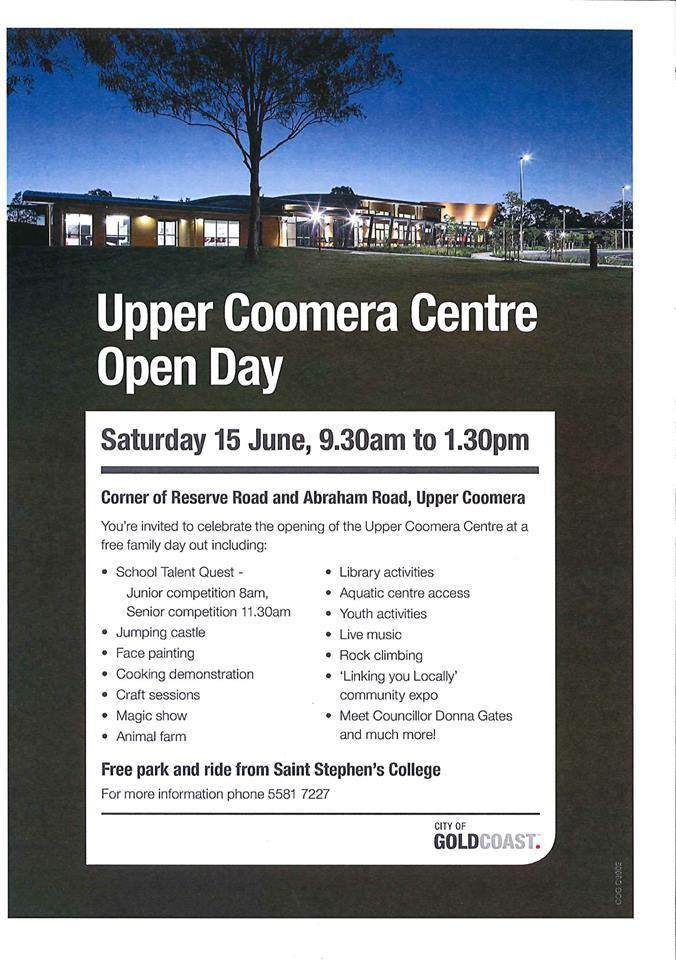 Upper Coomera Centre
Open Day
Saturday 15 June, 9.30am to 1.30pm
Corner of Reserve Road and Abraham Road, Upper Coomera
You're invited to celebrate the opening of the Upper Coomera Centre at a
free family day out including:
• School Talent Quest -
Junior competition 8am,
Senior competition 11.30am
• Jumping castle
• Face painting
• Cooking demonstration
• Craft sessions
• Magic show
• Animal farm
• Library activities
• Aquatic centre access
• Youth activities
• Live music
• Rock climbing
• 'Linking you Locally'
community expo
• Meet Councillor Donna Gates
and much more!
Free park and ride from Saint Stephen's College
For more information phone 5581 7227
CITY OF
GOLDCOAST.